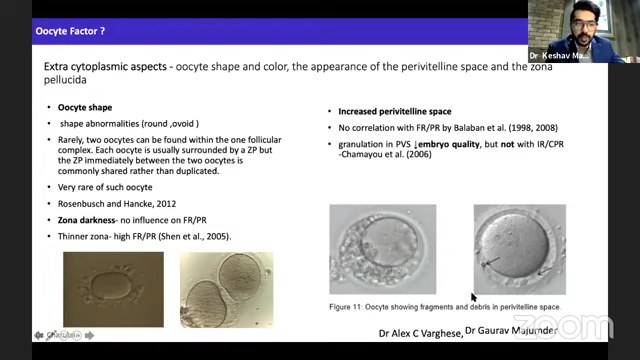 Oocyte Factor ?
Dr Keshav Ma...
Extra cytoplasmic aspects - oocyte shape and color, the appearance of the perivitelline space and the zona
pellucida
• Oocyte shape
• shape abnormalities (round ,ovoid )
• Rarely, two oocytes can be found within the one follicular
complex. Each oocyte is usually surrounded by a ZP but
the ZP immediately between the two oocytes is
commonly shared rather than duplicated.
• Very rare of such oocyte
• Rosenbusch and Hancke, 2012
• Zona darkness- no influence on FR/PR
• Thinner zona- high FR/PR (Shen et al., 2005).
• Increased perivitelline space
• No correlation with FR/PR by Balaban et al. (1998, 2008)
• granulation in PVS ↓embryo quality, but not with IR/CPR
-Chamayou et al. (2006)
Figure 11: Oocyte showing fragments and debris in perivitelline space.
Dr Alex C Varghese, Dr Gaurav Majumder
zoom